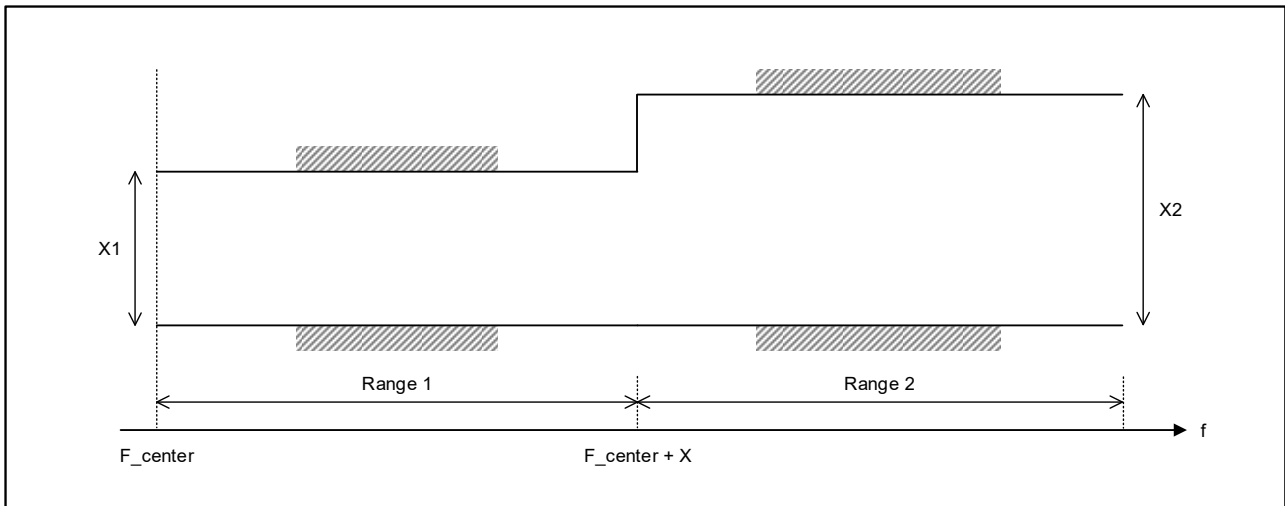 X1
X2
Range 1
Range 2
f
F_center
F_center + X